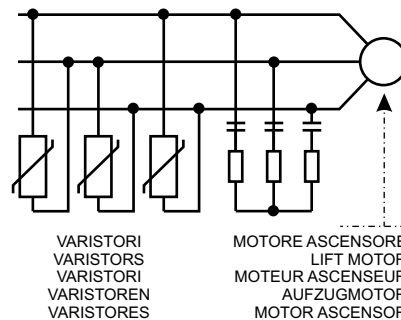 VARISTORI
VARISTORS
VARISTORI
VARISTOREN
VARISTORES
MOTORE ASCENSORE
LIFT MOTOR
MOTEUR ASCENSEUR
AUFZUGMOTOR
MOTOR ASCENSOR